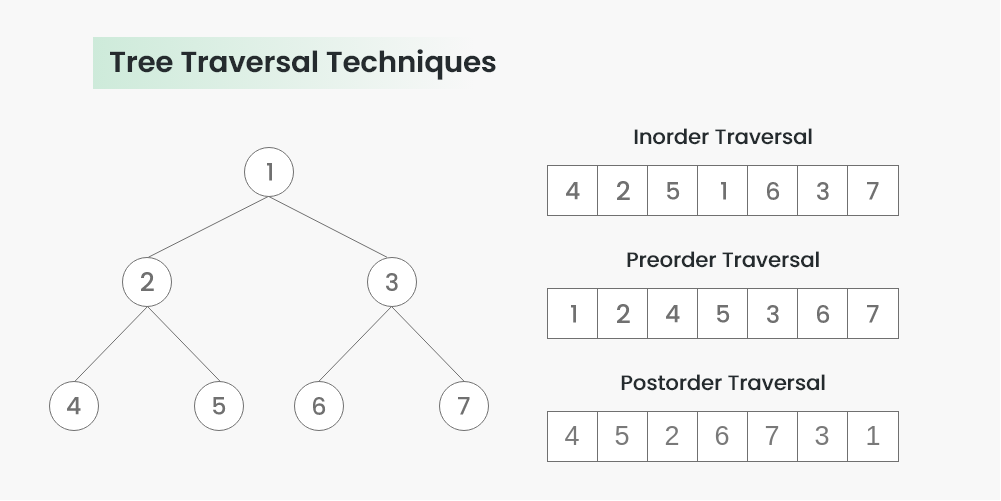 Tree Traversal Techniques
1
2 3
4 5 6 7
Inorder Traversal
4 2 5 1 6 3 7
Preorder Traversal
1 2 4 5 3 6 7
Postorder Traversal
4 5 2 6 7 3 1